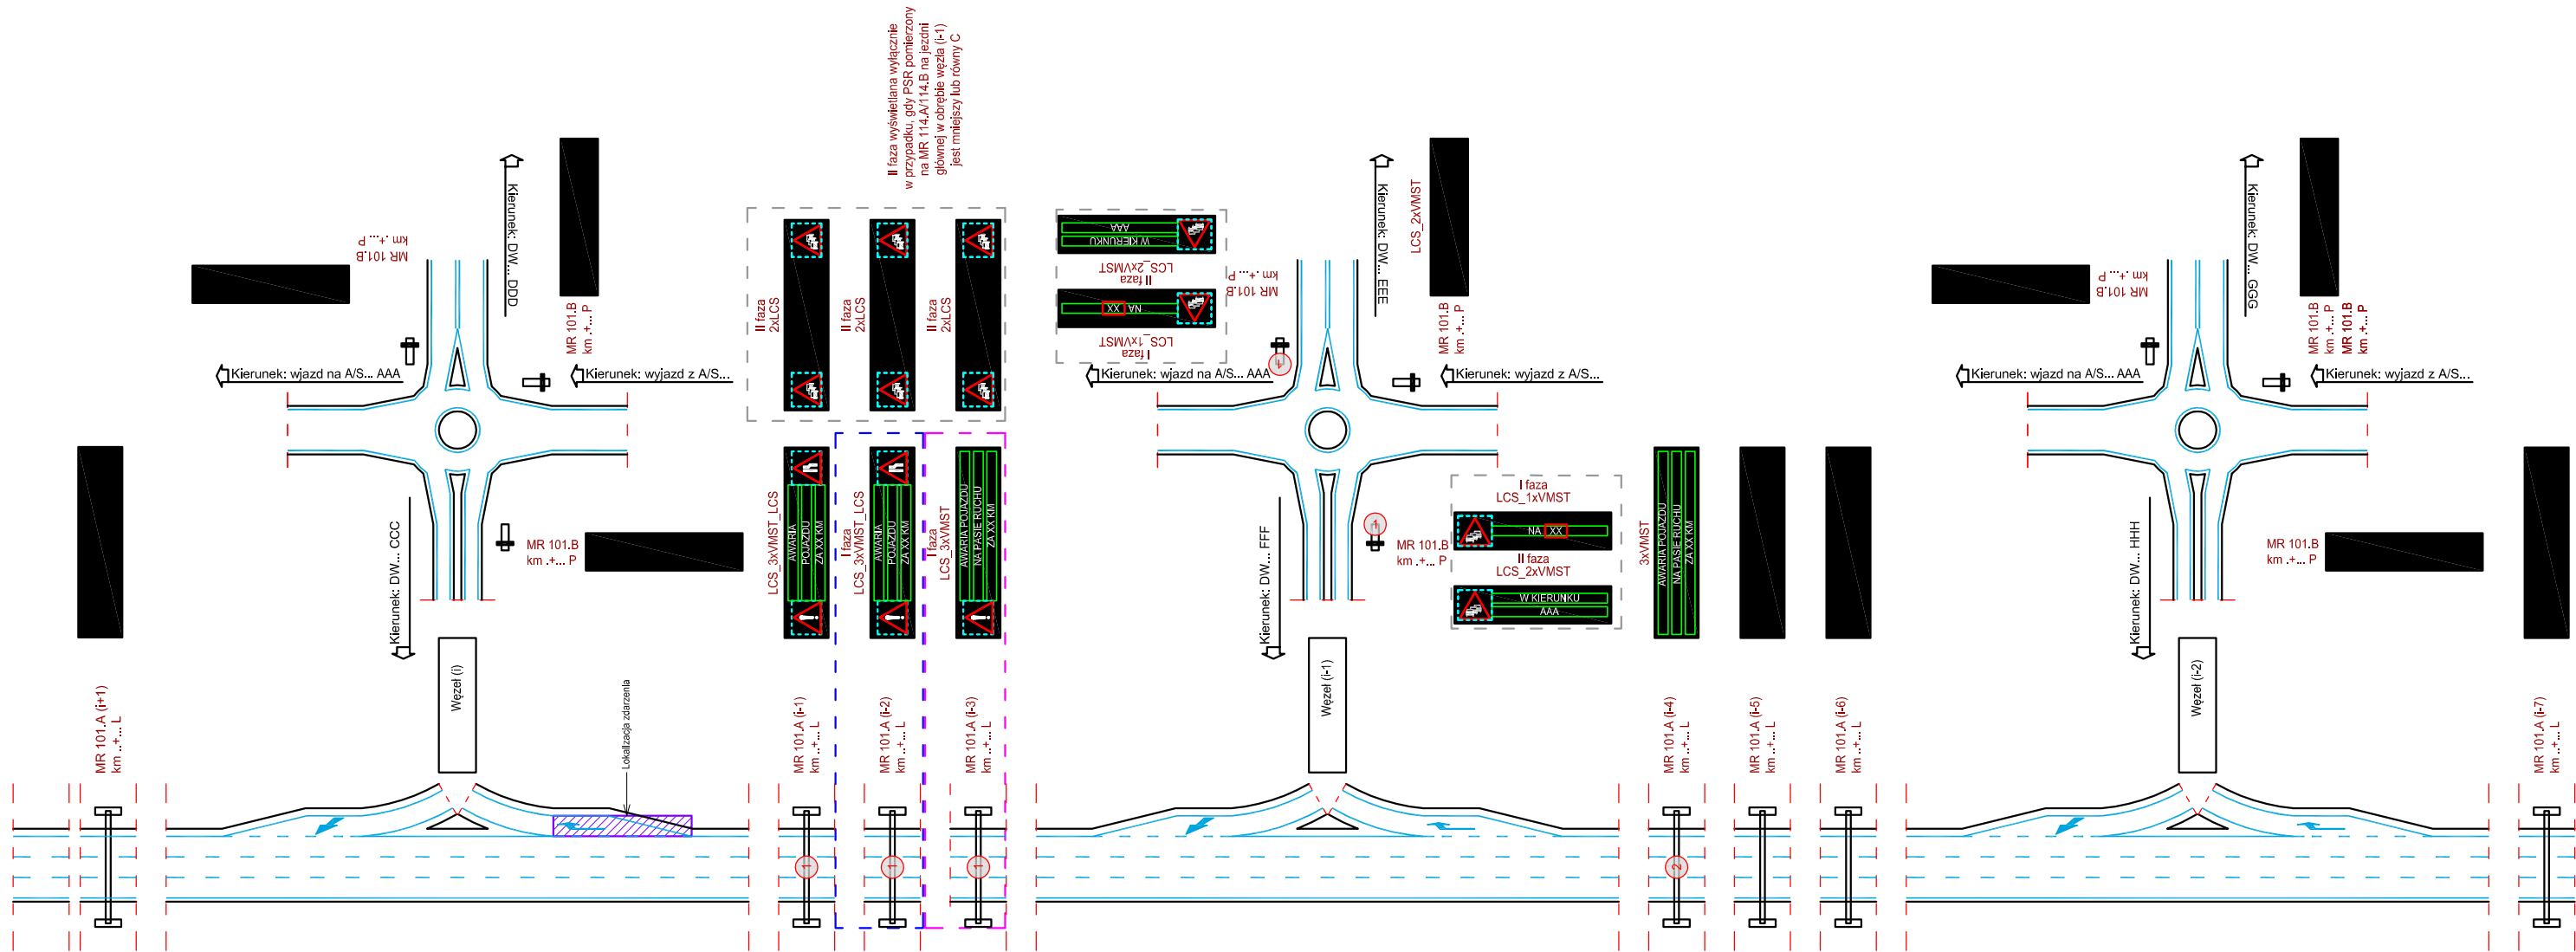 II faza wyświetlana wyłącznie
w przypadku, gdy PSR pomierzony
na MR 114.A/114.B na jezdni
głównej w obrębie węzła (i-1)
jest mniejszy lub równy C
MR 101.B
km .+... P
Kierunek: DW... DDD
MR 101.B
km .+... P
Kierunek: wjazd na A/S... AAA
Kierunek: wyjazd z A/S...
Kierunek: DW... CCC
MR 101.B
km .+... P
Węzeł (i)
Lokalizacja zdarzenia
MR 101.A (i+1)
km ..+... L
II faza
2xLCS
II faza
2xLCS
II faza
2xLCS
LCS_3xVMST_LCS
AWARIA
POJAZDU
ZA XX KM
I faza
LCS_3xVMST_LCS
AWARIA
POJAZDU
ZA XX KM
I faza
LCS_3xVMST
AWARIA POJAZDU
NA PASIE RUCHU
ZA XX KM
MR 101.A (i-1)
km ..+... L
MR 101.A (i-2)
km ..+... L
MR 101.A (i-3)
km ..+... L
1
1
1
W KIERUNKU
AAA
II faza
LCS_2xVMST
NA XX
I faza
LCS_1xVMST
MR 101.B
km .+... P
Kierunek: DW... EEE
LCS_2xVMST
MR 101.B
km .+... P
4
Kierunek: wjazd na A/S... AAA
Kierunek: wyjazd z A/S...
Kierunek: DW... FFF
4
MR 101.B
km .+... P
I faza
LCS_1xVMST
NA XX
II faza
LCS_2xVMST
W KIERUNKU
AAA
Węzeł (i-1)
3xVMST
AWARIA POJAZDU
NA PASIE RUCHU
ZA XX KM
MR 101.A (i-4)
km ..+... L
2
MR 101.A (i-5)
km ..+... L
MR 101.A (i-6)
km ..+... L
MR 101.B
km .+... P
Kierunek: DW... GGG
MR 101.B
km .+... P
MR 101.B
km .+... P
Kierunek: wjazd na A/S... AAA
Kierunek: wyjazd z A/S...
Kierunek: DW... HHH
MR 101.B
km .+... P
Węzeł (i-2)
MR 101.A (i-7)
km ..+... L